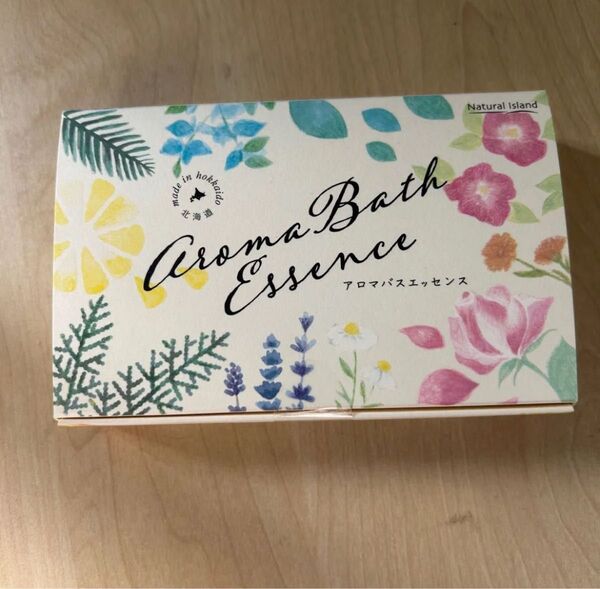 Natural Island
made in hokkaido
北海道
Aroma Bath
Essence
アロマバスエッセンス